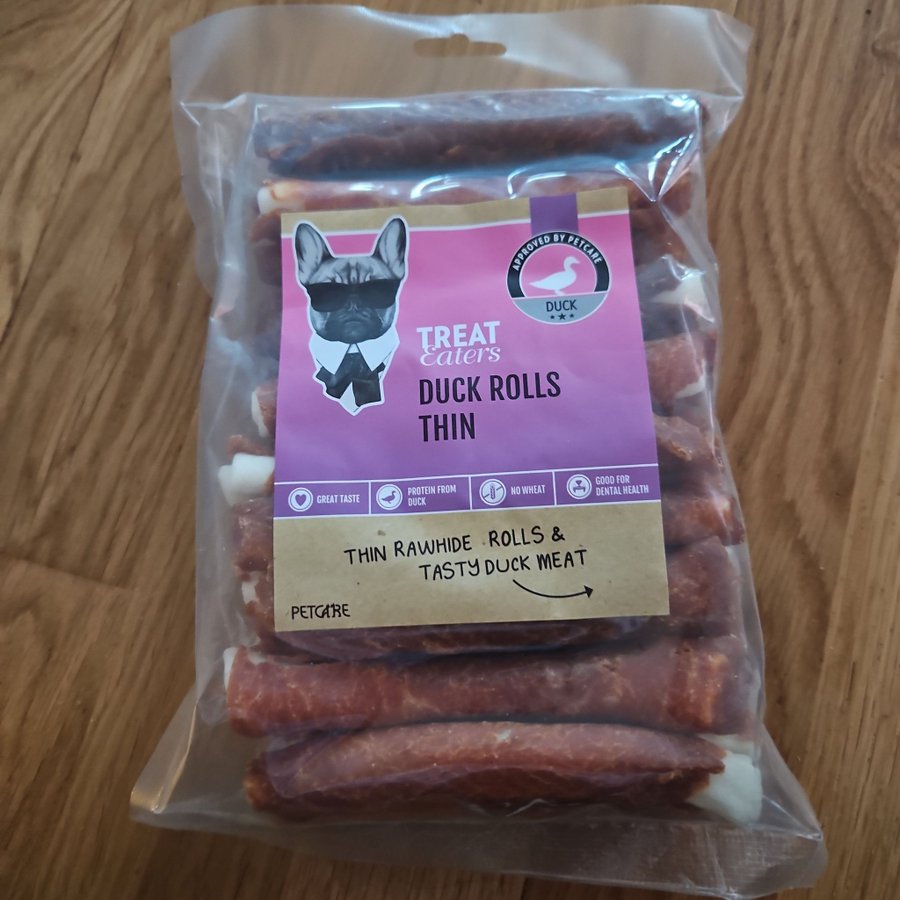 APPROVED BY PETCARE
DUCK
TREAT
Eaters
DUCK ROLLS
THIN
GREAT TASTE
PROTEIN FROM
DUCK
NO WHEAT
GOOD FOR
DENTAL HEALTH
THIN RAWHIDE ROLLS &
TASTY DUCK MEAT
PETCARE